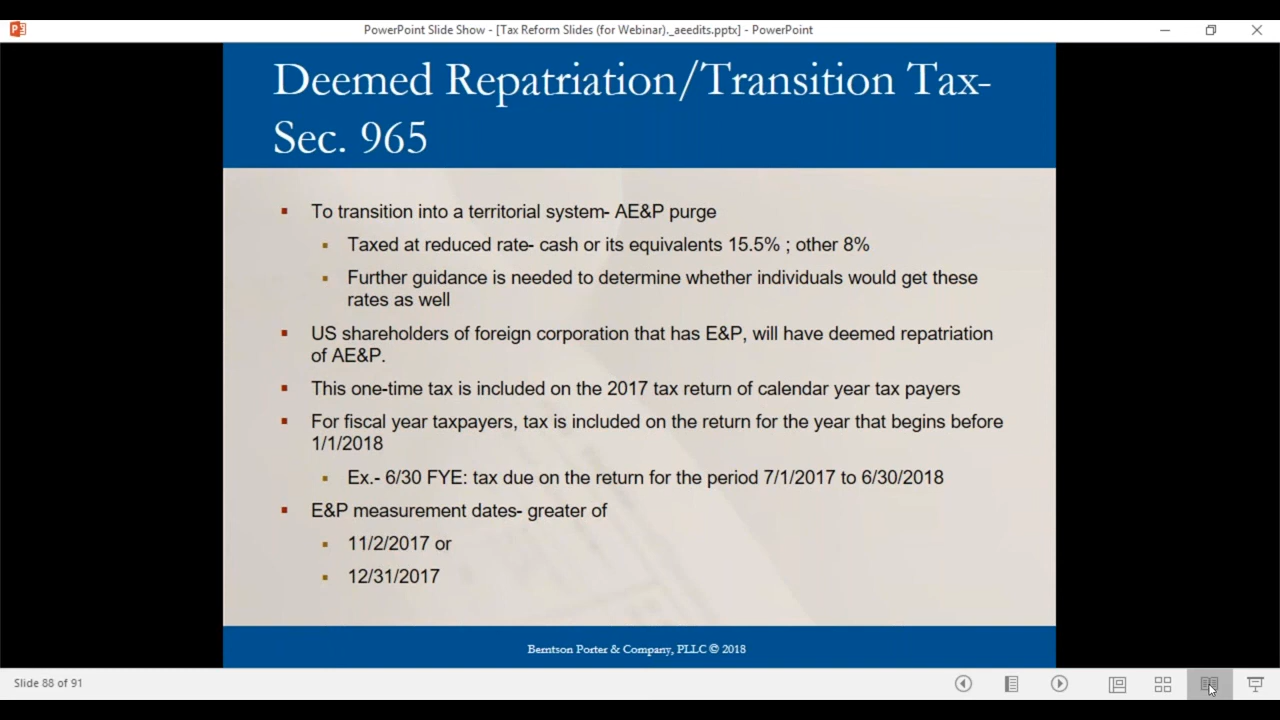 PowerPoint Slide Show - [Tax Reform Slides (for Webinar)._aeedits.pptx] - PowerPoint
Deemed Repatriation/Transition Tax-
Sec. 965
To transition into a territorial system- AE&P purge
Taxed at reduced rate- cash or its equivalents 15.5% ; other 8%
Further guidance is needed to determine whether individuals would get these
rates as well
US shareholders of foreign corporation that has E&P, will have deemed repatriation
of AE&P.
This one-time tax is included on the 2017 tax return of calendar year tax payers
For fiscal year taxpayers, tax is included on the return for the year that begins before
1/1/2018
Ex.- 6/30 FYE: tax due on the return for the period 7/1/2017 to 6/30/2018
E&P measurement dates- greater of
11/2/2017 or
12/31/2017
Berntson Porter & Company, PLLC © 2018
Slide 88 of 91